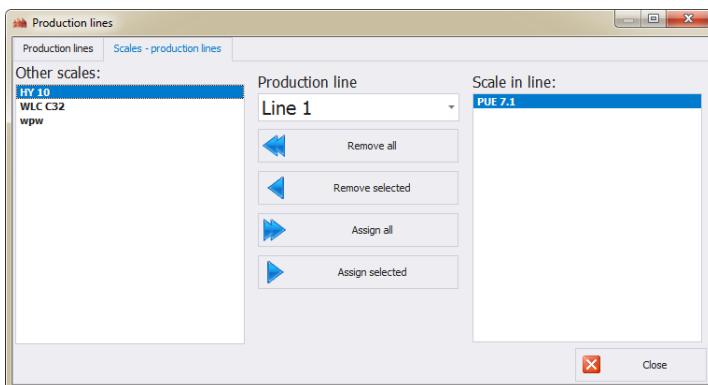 Production lines
Production lines
Scales - production lines
Other scales:
HY 10
WLC C32
wpw
Production line
Line 1
Remove all
Remove selected
Assign all
Assign selected
Scale in line:
PUE 7.1
Close